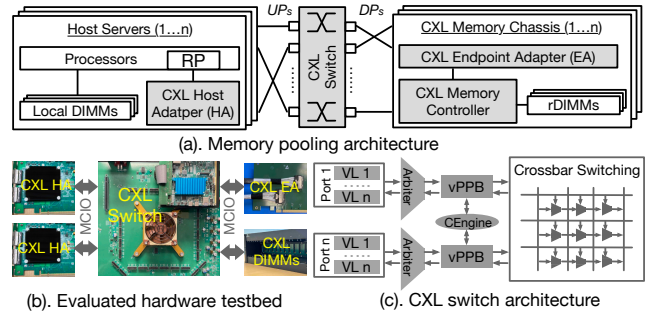 UPs
DPs
Host Servers (1...n)
Processors
RP
Local DIMMs
CXL Host
Adatper (HA)
CXL
Switch
CXL Memory Chassis (1...n)
CXL Endpoint Adapter (EA)
CXL Memory
Controller
rDIMMs
(a). Memory pooling architecture
CXL HA
CXL HA
MCIO
CXL
Switch
MCIO
CXL EA
CXL
DIMMs
(b). Evaluated hardware testbed
Port 1
VL 1
VL n
Arbiter
vPPB
CEngine
Port n
VL 1
VL n
Arbiter
vPPB
Crossbar Switching
(c). CXL switch architecture